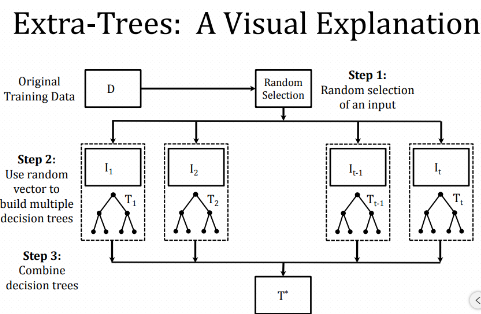 Extra-Trees: A Visual Explanation
Original
Training Data
D
Random
Selection
Step 1:
Random selection
of an input
Step 2:
Use random
vector to
build multiple
decision trees
I₁
I₂
Iₜ₋₁
Iₜ
T₁
T₂
Tₜ₋₁
Tₜ
Step 3:
Combine
decision trees
T*